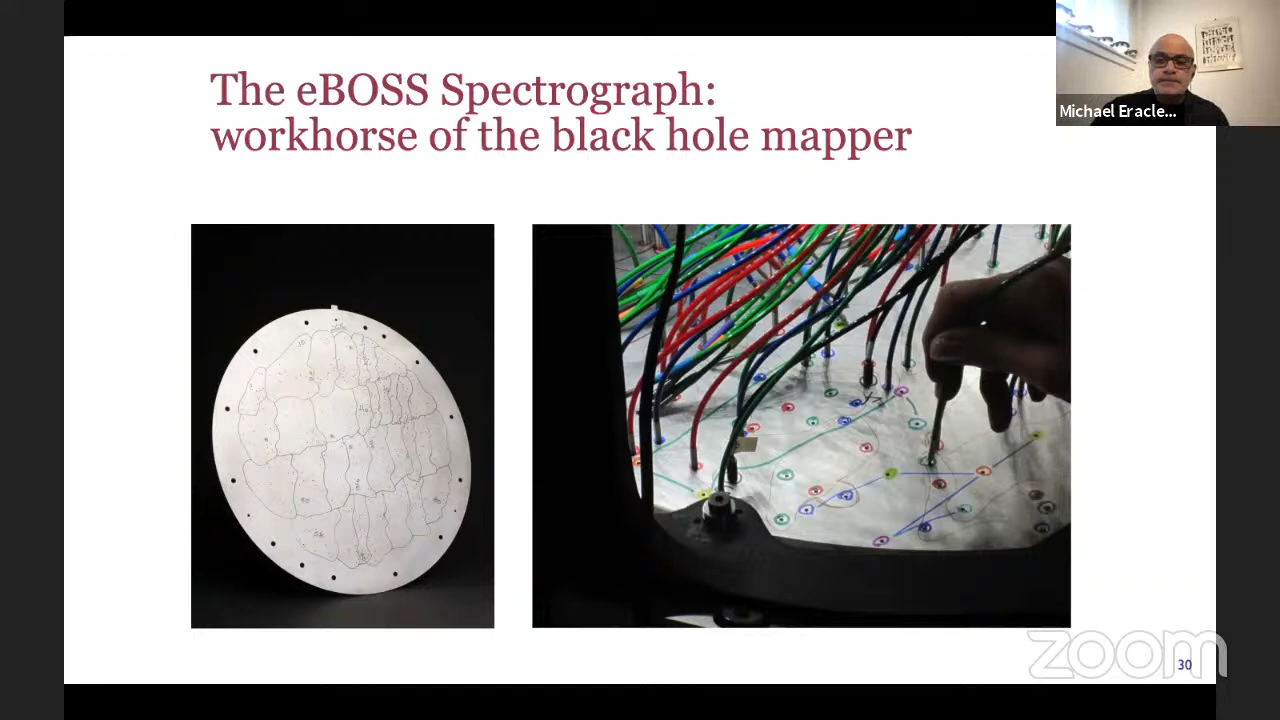 The eBOSS Spectrograph:
workhorse of the black hole mapper
Michael Eracle...
zoom
30